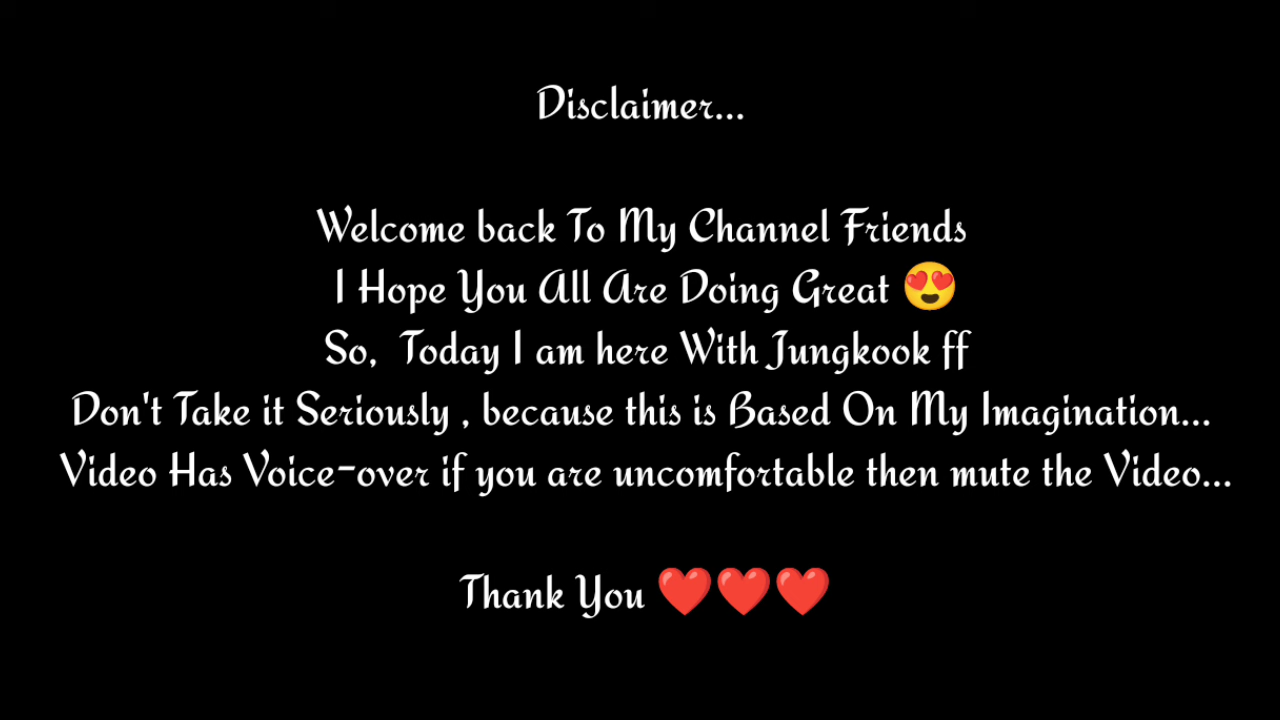 Disclaimer...
Welcome back To My Channel Friends
I Hope You All Are Doing Great 😍
So, Today I am here With Jungkook ff
Don't Take it Seriously , because this is Based On My Imagination...
Video Has Voice-over if you are uncomfortable then mute the Video...
Thank You ❤️❤️❤️